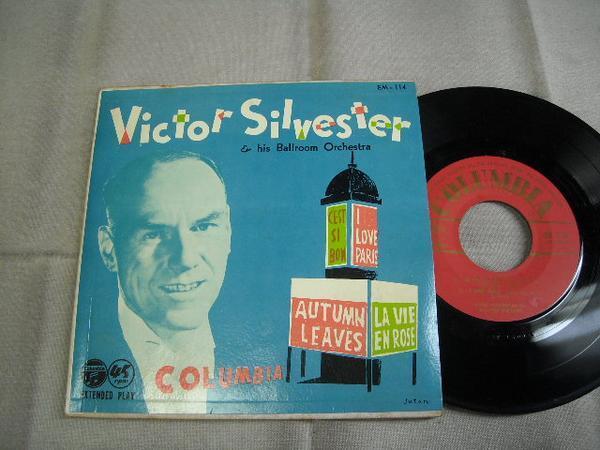 EM-114
Victor Silvester
& his Ballroom Orchestra
C'EST
SI
BON
I
LOVE
PARIS
AUTUMN
LEAVES
LA VIE
EN ROSE
COLUMBIA
45
rpm
EXTENDED PLAY
COLUMBIA